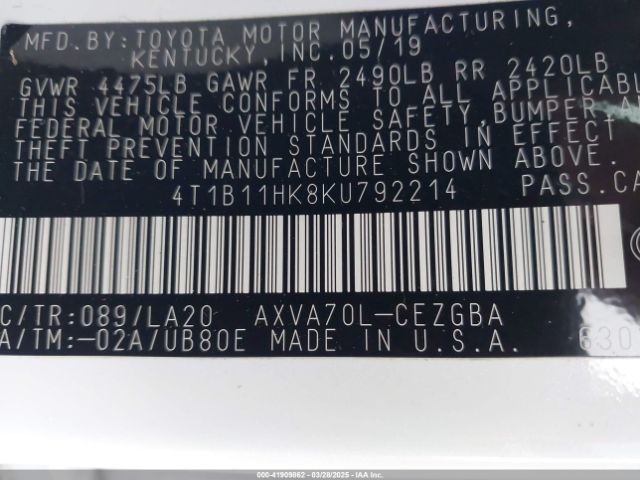 MFD.BY:TOYOTA MOTOR MANUFACTURING,
KENTUCKY,INC.05/19
GVWR 4475LB GAWR FR 2490LB RR 2420LB
THIS VEHICLE CONFORMS TO ALL APPLICABL
FEDERAL MOTOR VEHICLE SAFETY,BUMPER,AN
THEFT PREVENTION STANDARDS IN EFFECT
THE DATE OF MANUFACTURE SHOWN ABOVE.
4T1B11HK8KU792214 PASS.CA
C/TR:089/LA20 AXVA70L-CEZGBA
A/TM:-02A/UB80E MADE IN U.S.A. 630
000-41909862 - 03/28/2025 - IAA Inc.